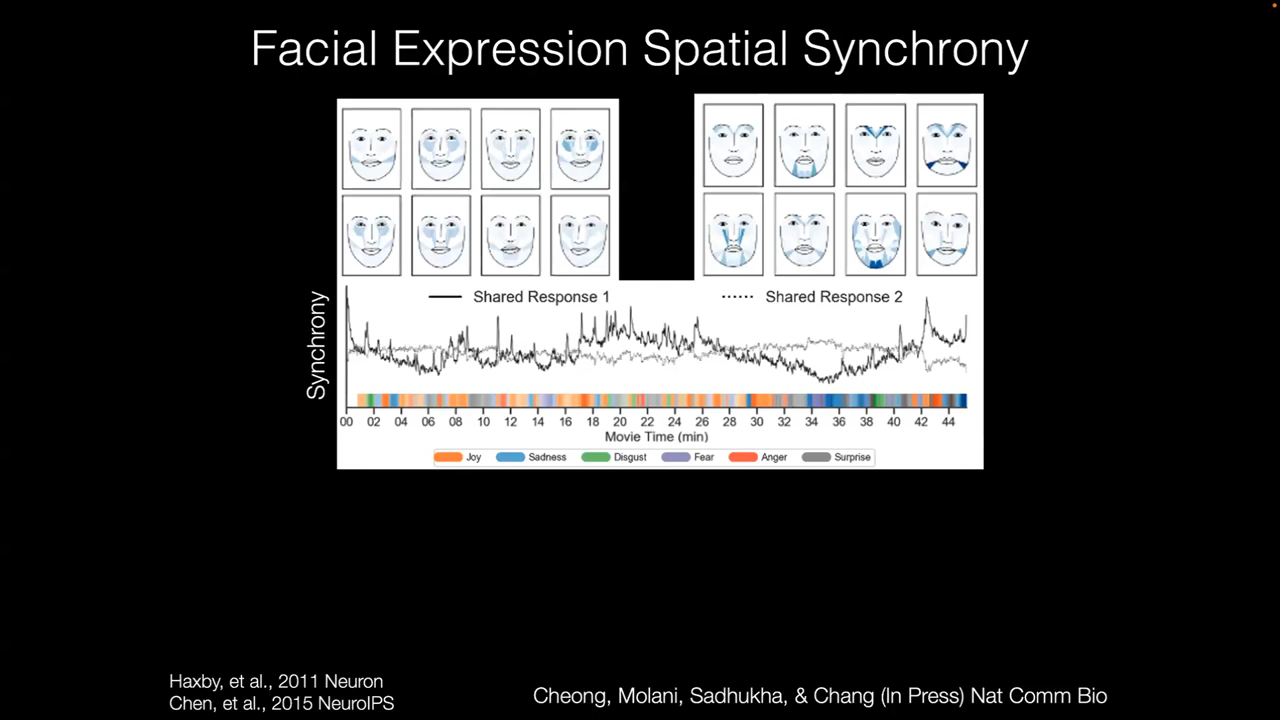 Facial Expression Spatial Synchrony
Shared Response 1
Shared Response 2
Synchrony
00 02 04 06 08 10 12 14 16 18 20 22 24 26 28 30 32 34 36 38 40 42 44
Movie Time (min)
Joy Sadness Disgust Fear Anger Surprise
Haxby, et al., 2011 Neuron
Chen, et al., 2015 NeuroIPS
Cheong, Molani, Sadhukha, & Chang (In Press) Nat Comm Bio